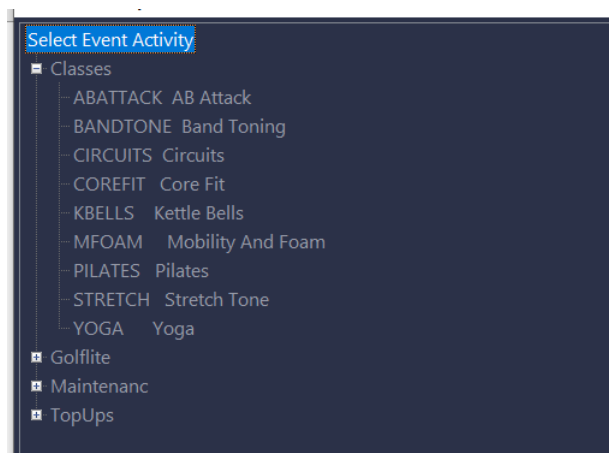 Select Event Activity
Classes
ABATTACK AB Attack
BANDTONE Band Toning
CIRCUITS Circuits
COREFIT Core Fit
KBELLS Kettle Bells
MFOAM Mobility And Foam
PILATES Pilates
STRETCH Stretch Tone
YOGA Yoga
Golflite
Maintenanc
TopUps